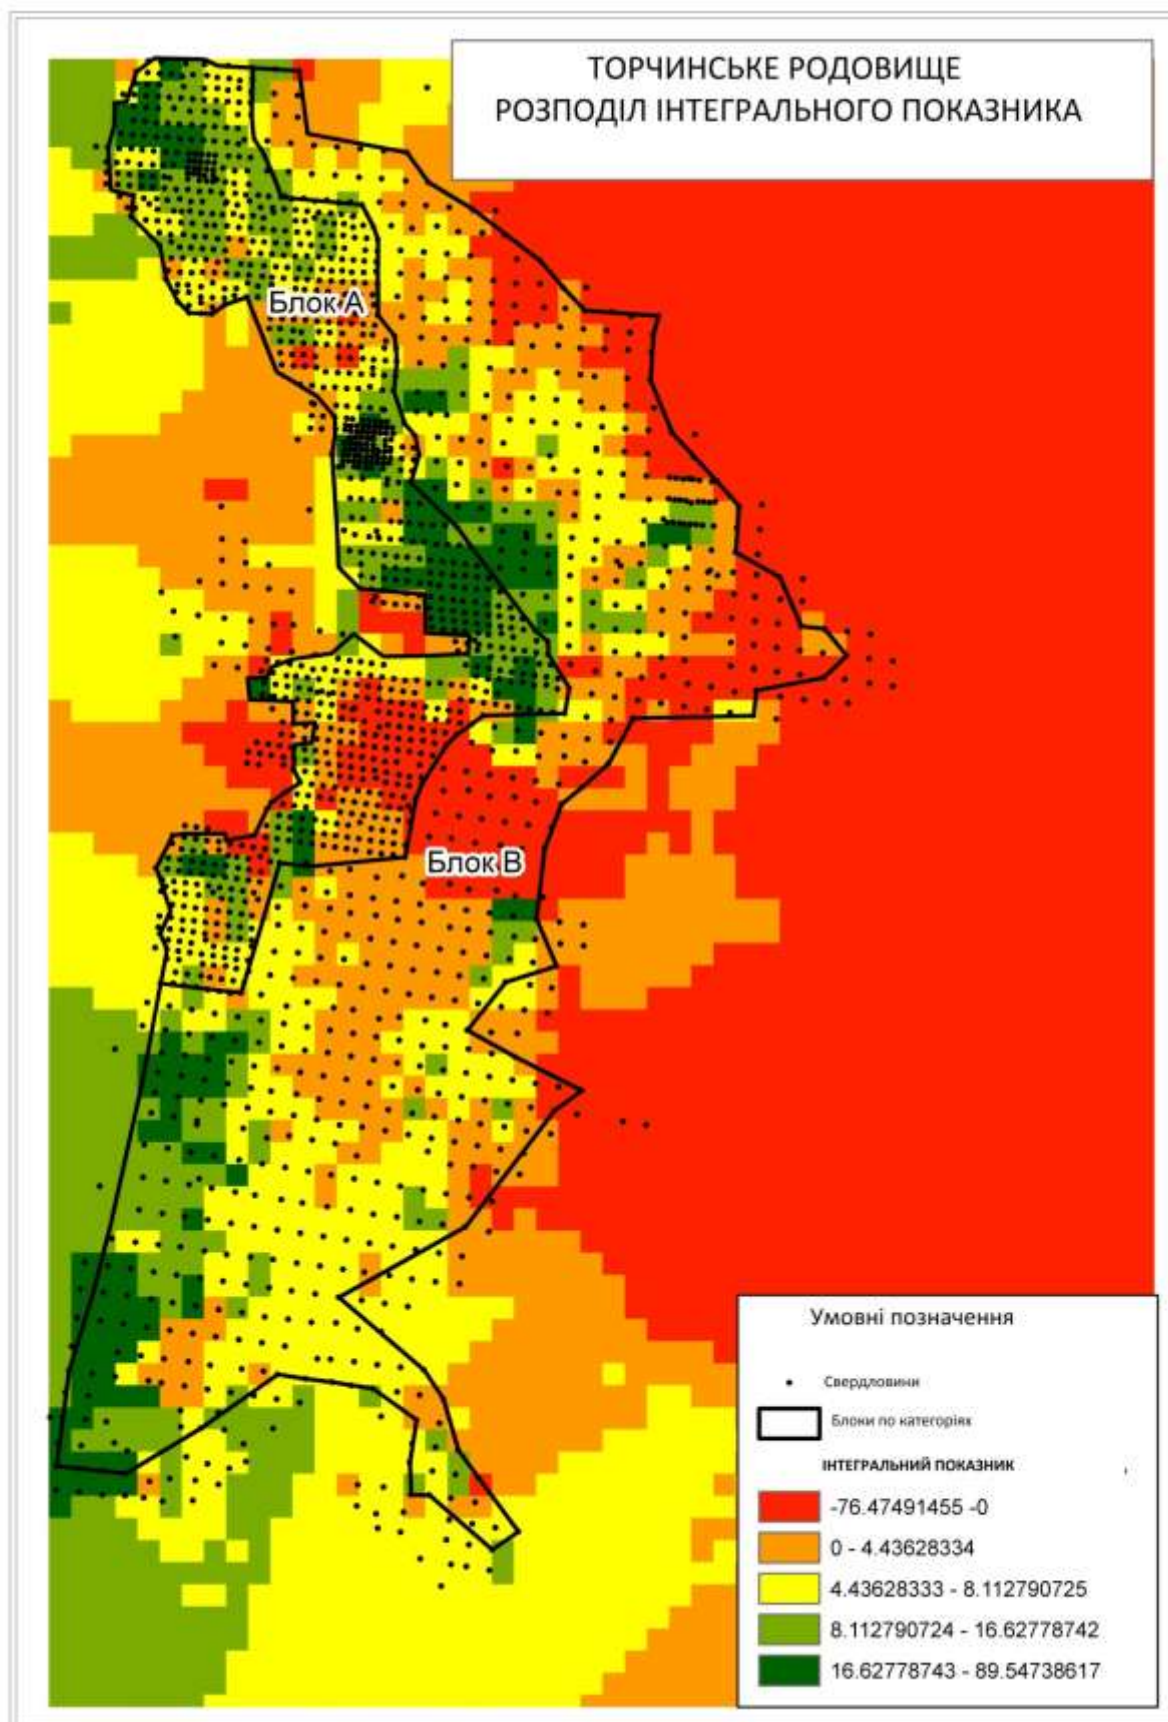 ТОРЧИНСЬКЕ РОДОВИЩЕ
РОЗПОДІЛ ІНТЕГРАЛЬНОГО ПОКАЗНИКА
Блок А
Блок В
Умовні позначення
Свердловини
Блоки по категоріях
ІНТЕГРАЛЬНИЙ ПОКАЗНИК
-76.47491455 -0
0 - 4.43628334
4.43628333 - 8.112790725
8.112790724 - 16.62778742
16.62778743 - 89.54738617